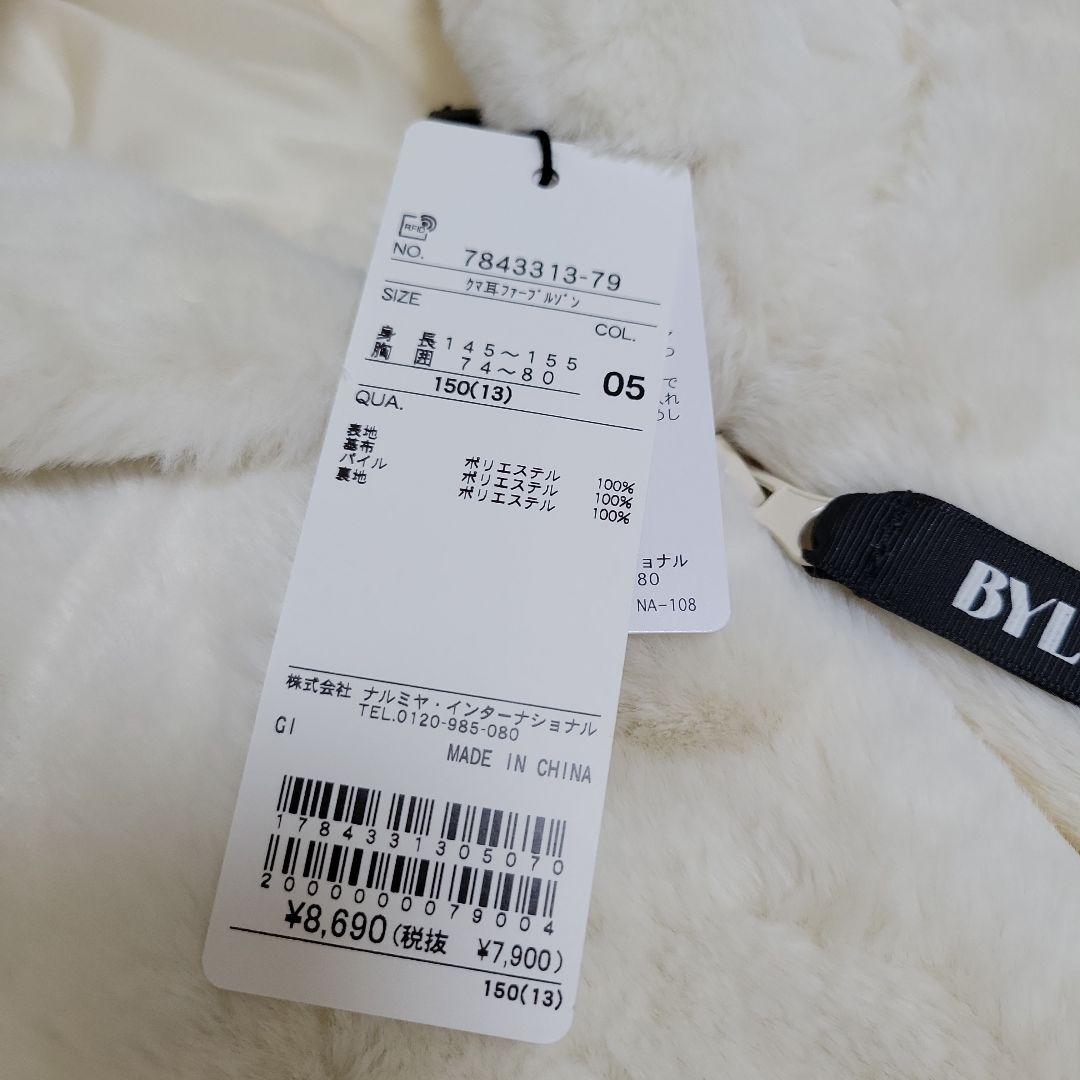 RFID
NO. 7843313-79
クマ耳ファーブルゾン
SIZE COL.
身 長 145～155
胸 囲 74～80
150(13) 05
QUA.
表地
基布 ポリエステル 100%
パイル ポリエステル 100%
裏地 ポリエステル 100%
株式会社 ナルミヤ・インターナショナル
TEL.0120-985-080
GI
MADE IN CHINA
1784331305070
2000000079004
¥8,690(税抜 ¥7,900)
150(13)
で
れ
し
ョナル
80
NA-108
BYL